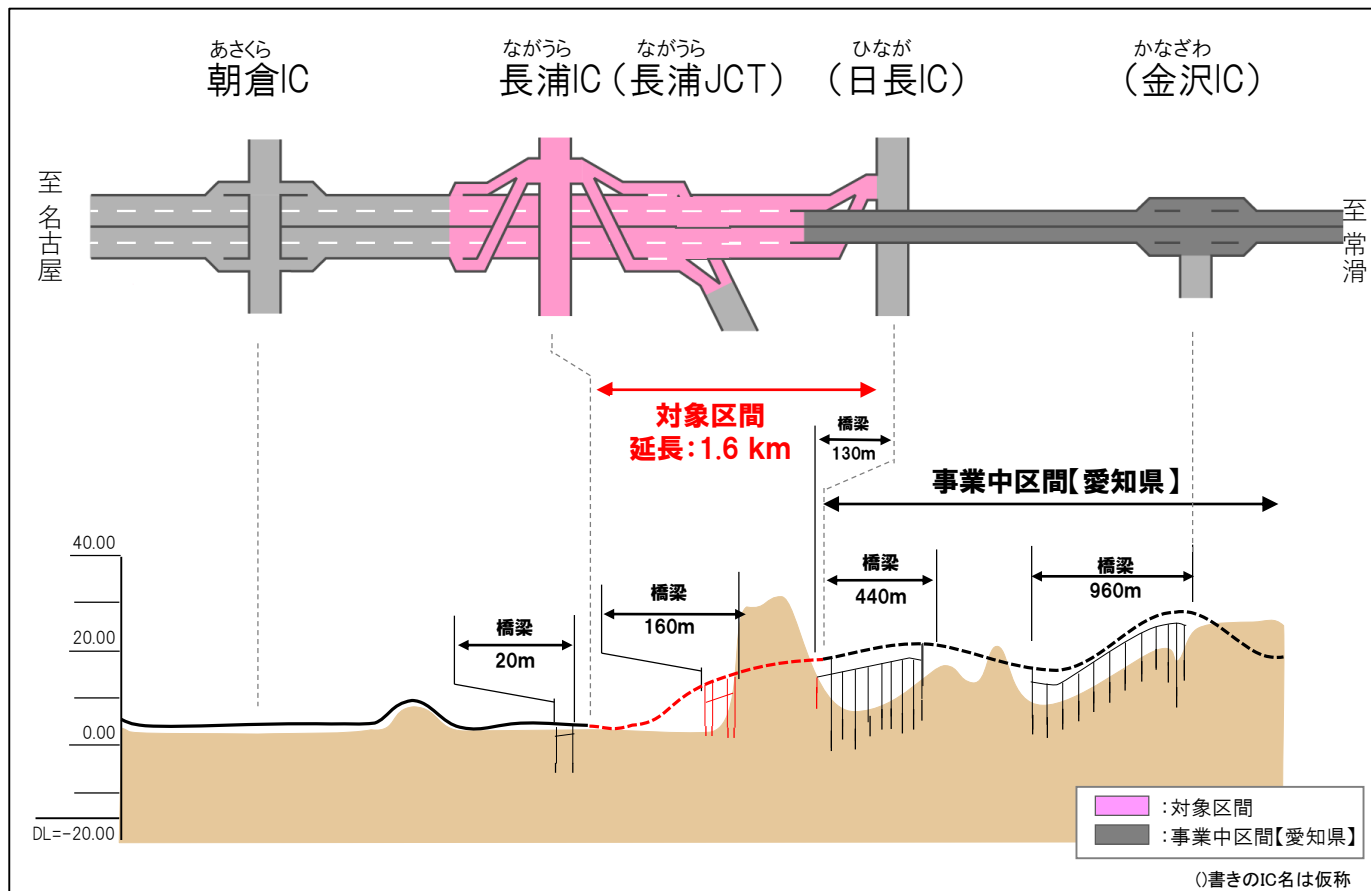 あさくら
朝倉IC
ながうら
長浦IC
ながうら
(長浦JCT)
ひなが
(日長IC)
かなざわ
(金沢IC)
至 名古屋
至 常滑
対象区間
延長:1.6 km
橋梁
130m
事業中区間【愛知県】
橋梁
20m
橋梁
160m
橋梁
440m
橋梁
960m
40.00
20.00
0.00
DL=-20.00
:対象区間
:事業中区間【愛知県】
()書きのIC名は仮称